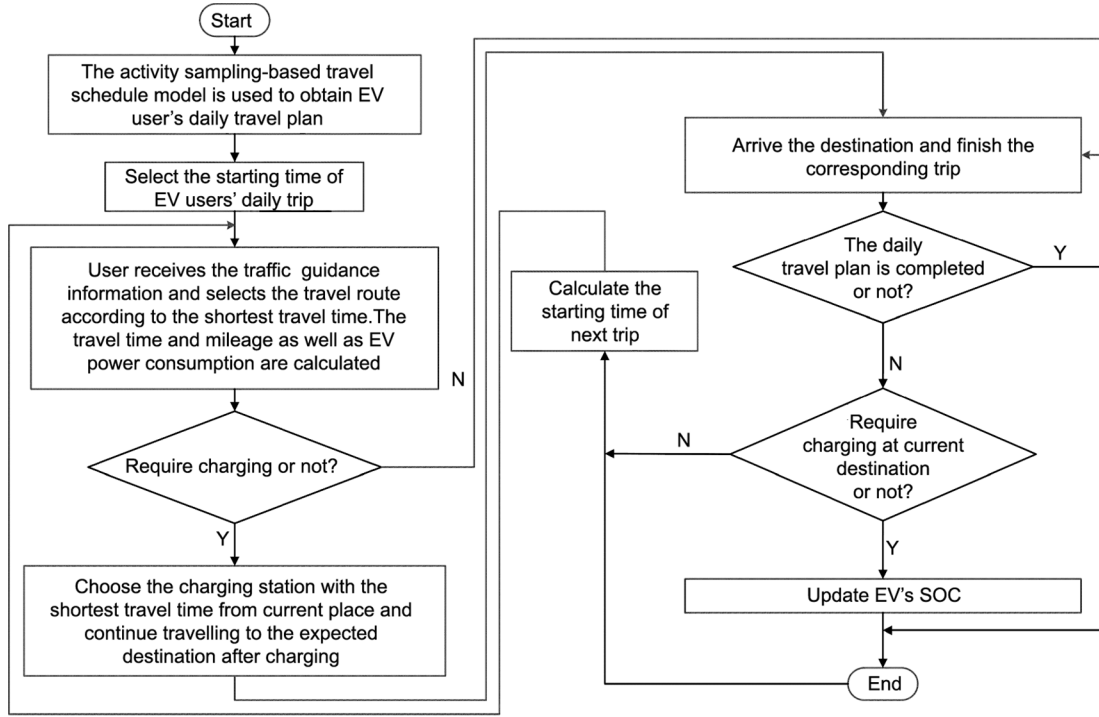 Start
The activity sampling-based travel
schedule model is used to obtain EV
user's daily travel plan
Select the starting time of
EV users' daily trip
User receives the traffic guidance
information and selects the travel route
according to the shortest travel time.The
travel time and mileage as well as EV
power consumption are calculated
N
Require charging or not?
Y
Choose the charging station with the
shortest travel time from current place and
continue travelling to the expected
destination after charging
Calculate the
starting time of
next trip
Arrive the destination and finish the
corresponding trip
The daily
travel plan is completed
or not?
Y
N
Require
charging at current
destination
or not?
N
Y
Update EV's SOC
End